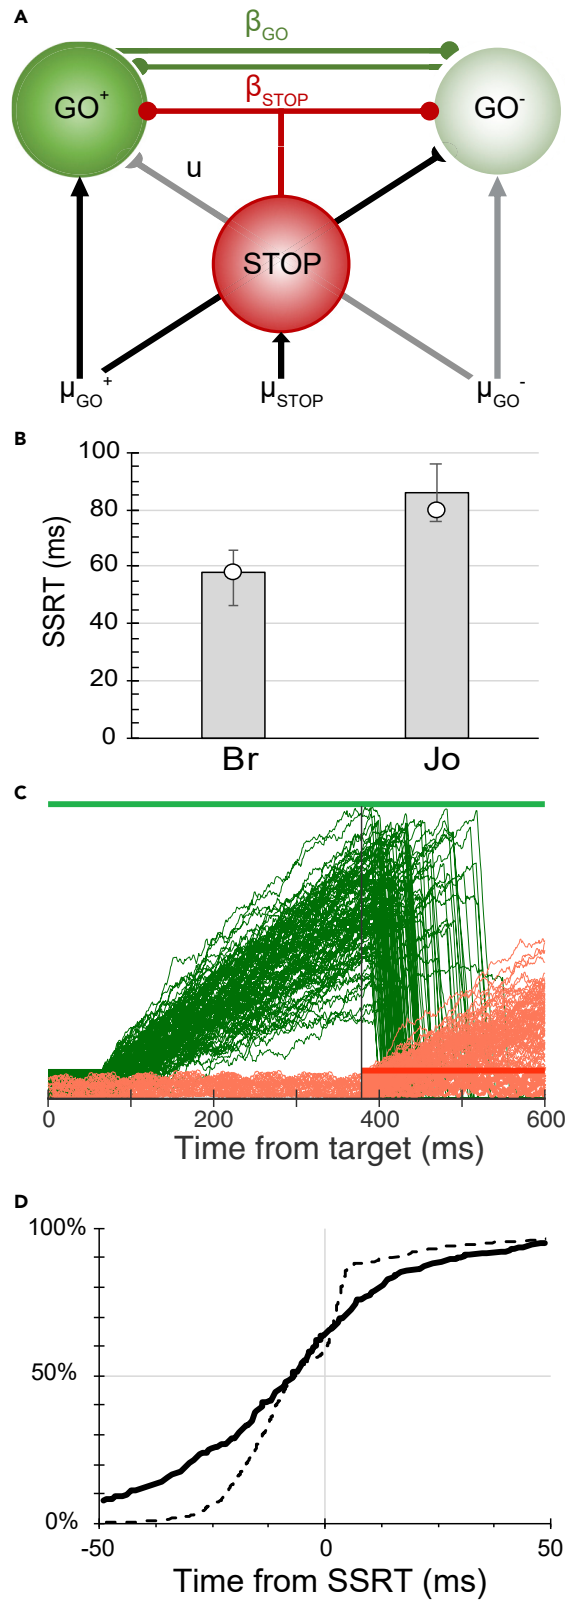 A
β_GO
GO+ GO-
β_STOP
u
STOP
μ_GO+ μ_STOP μ_GO-
B
SSRT (ms)
100
80
60
40
20
0
Br Jo
C
0 200 400 600
Time from target (ms)
D
100%
50%
0%
-50 0 50
Time from SSRT (ms)